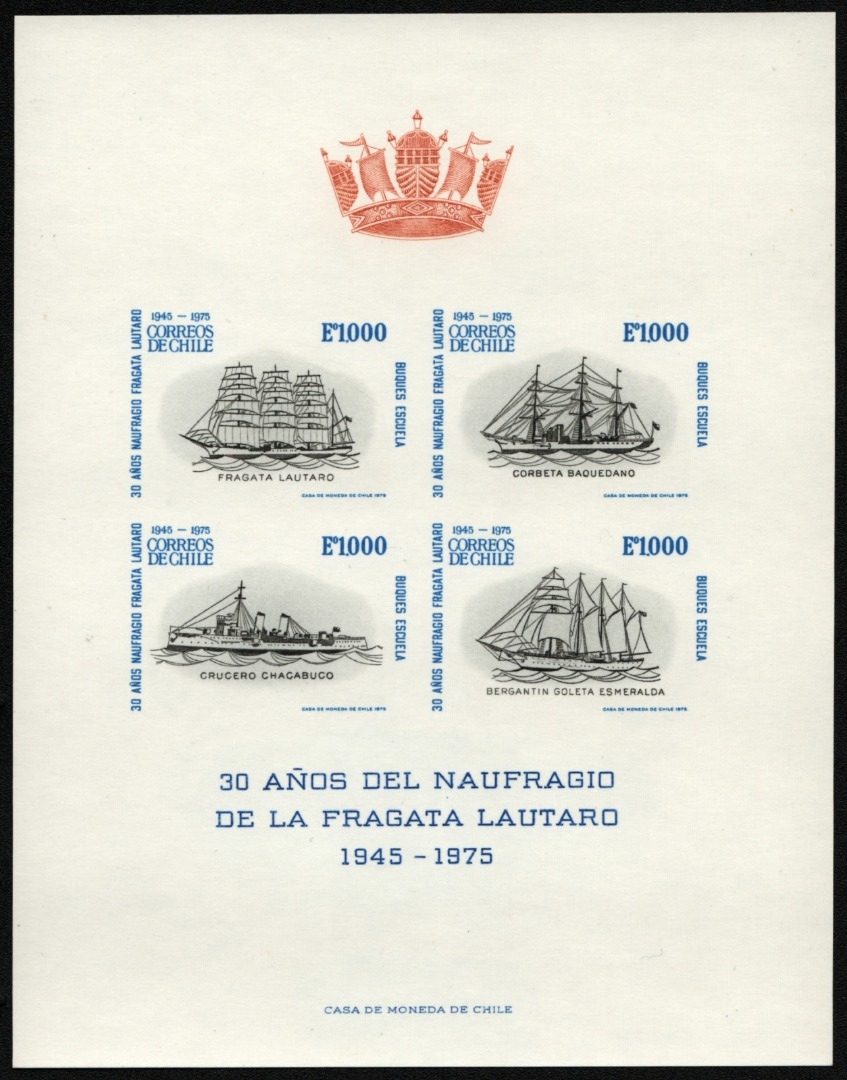 1945 – 1975
CORREOS
DE CHILE
Eº1.000
30 AÑOS NAUFRAGIO FRAGATA LAUTARO
BUQUES ESCUELA
FRAGATA LAUTARO
CASA DE MONEDA DE CHILE 1975
1945 – 1975
CORREOS
DE CHILE
Eº1.000
30 AÑOS NAUFRAGIO FRAGATA LAUTARO
BUQUES ESCUELA
CORBETA BAQUEDANO
CASA DE MONEDA DE CHILE 1975
1945 – 1975
CORREOS
DE CHILE
Eº1.000
30 AÑOS NAUFRAGIO FRAGATA LAUTARO
BUQUES ESCUELA
CRUCERO CHACABUCO
CASA DE MONEDA DE CHILE 1975
1945 – 1975
CORREOS
DE CHILE
Eº1.000
30 AÑOS NAUFRAGIO FRAGATA LAUTARO
BUQUES ESCUELA
BERGANTIN GOLETA ESMERALDA
CASA DE MONEDA DE CHILE 1975
30 AÑOS DEL NAUFRAGIO
DE LA FRAGATA LAUTARO
1945 - 1975
CASA DE MONEDA DE CHILE